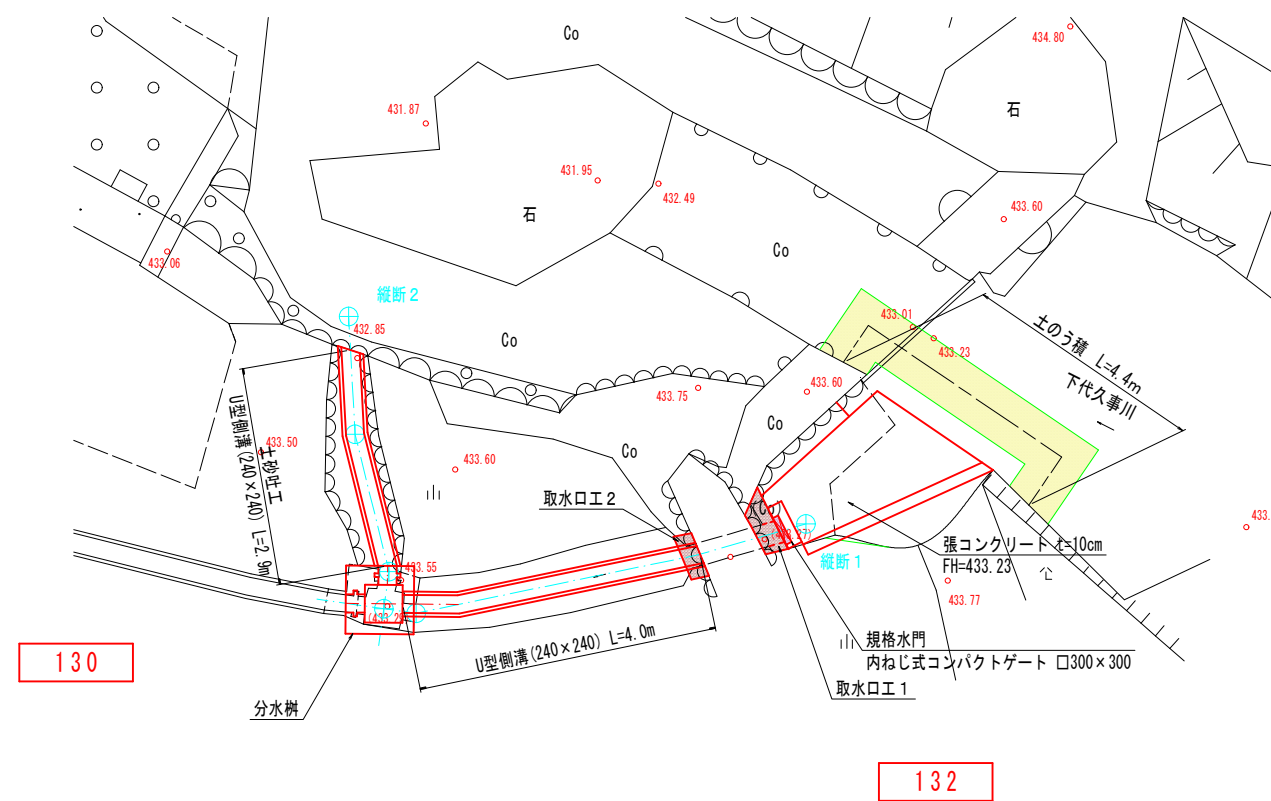 Co
434.80
431.87
石
431.95
432.49
石
433.60
Co
433.06
縦断2
432.85
Co
433.01
433.23
土のう積 L=4.4m
下代久事川
433.75
433.60
Co
Co
433.50
433.60
土砂吐工
U型側溝(240×240) L=2.9m
取水口工2
張コンクリート t=10cm
FH=433.23
縦断1
433.55
433.77
U型側溝(240×240) L=4.0m
規格水門
内ねじ式コンパクトゲート □300×300
取水口工1
130
分水桝
132